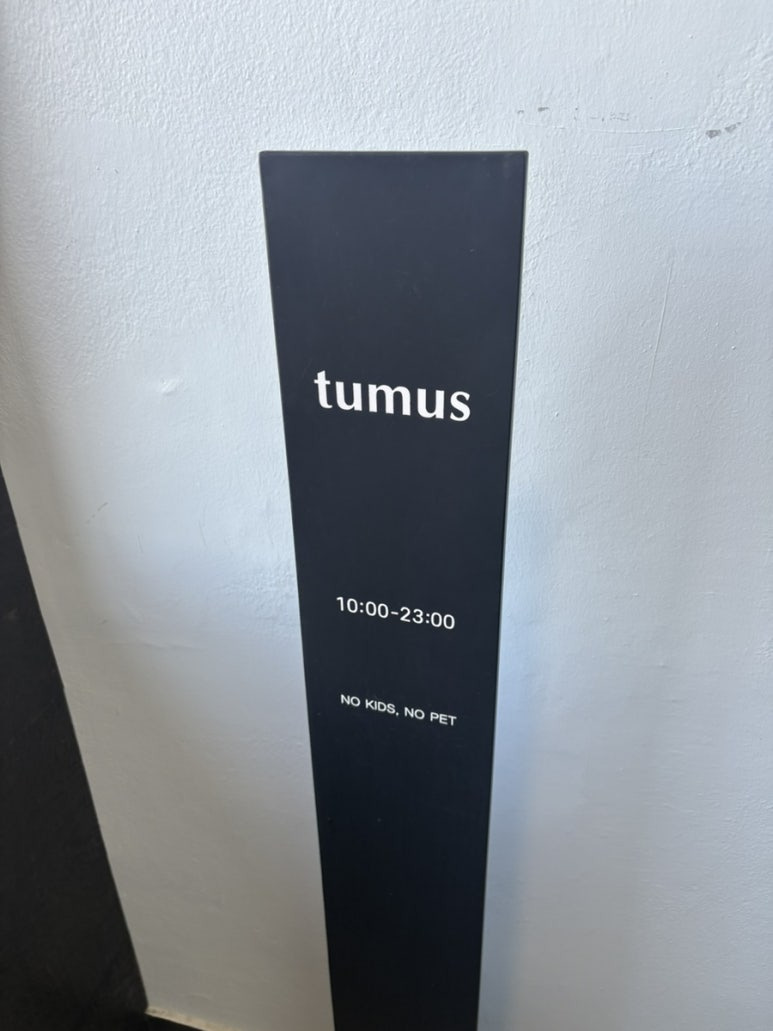 tumus
10:00-23:00
NO KIDS, NO PET